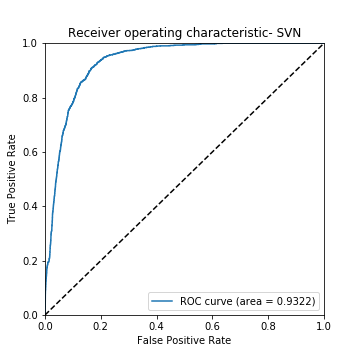 Receiver operating characteristic- SVN
1.0
0.8
0.6
0.4
0.2
0.0
True Positive Rate
ROC curve (area = 0.9322)
0.0 0.2 0.4 0.6 0.8 1.0
False Positive Rate